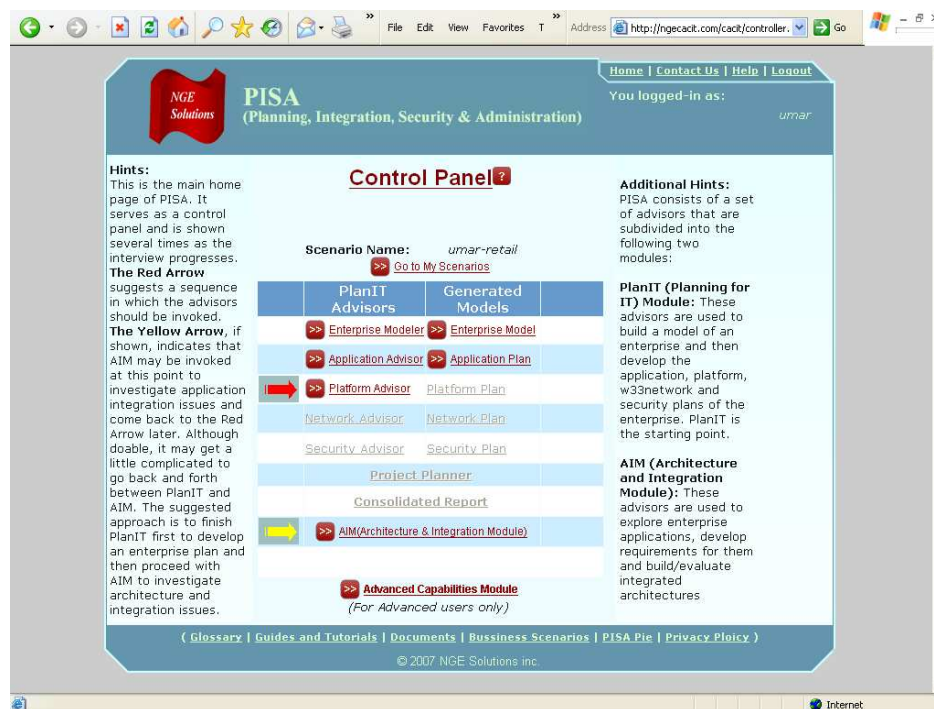 File Edit View Favorites T » Address http://ngecacit.com/cacit/controller. Go
Home | Contact Us | Help | Logout
NGE
Solutions
PISA
(Planning, Integration, Security & Administration)
You logged-in as:
umar
Hints:
This is the main home
page of PISA. It
serves as a control
panel and is shown
several times as the
interview progresses.
The Red Arrow
suggests a sequence
in which the advisors
should be invoked.
The Yellow Arrow, if
shown, indicates that
AIM may be invoked
at this point to
investigate application
integration issues and
come back to the Red
Arrow later. Although
doable, it may get a
little complicated to
go back and forth
between PlanIT and
AIM. The suggested
approach is to finish
PlanIT first to develop
an enterprise plan and
then proceed with
AIM to investigate
architecture and
integration issues.
Control Panel ?
Scenario Name: umar-retail
>> Go to My Scenarios
PlanIT Advisors Generated Models
>> Enterprise Modeler >> Enterprise Model
>> Application Advisor >> Application Plan
>> Platform Advisor Platform Plan
Network Advisor Network Plan
Security Advisor Security Plan
Project Planner
Consolidated Report
>> AIM(Architecture & Integration Module)
>> Advanced Capabilities Module
(For Advanced users only)
Additional Hints:
PISA consists of a set
of advisors that are
subdivided into the
following two
modules:
PlanIT (Planning for
IT) Module: These
advisors are used to
build a model of an
enterprise and then
develop the
application, platform,
w33network and
security plans of the
enterprise. PlanIT is
the starting point.
AIM (Architecture
and Integration
Module): These
advisors are used to
explore enterprise
applications, develop
requirements for them
and build/evaluate
integrated
architectures
( Glossary | Guides and Tutorials | Documents | Bussiness Scenarios | PISA Pie | Privacy Ploicy )
© 2007 NGE Solutions inc.
Internet